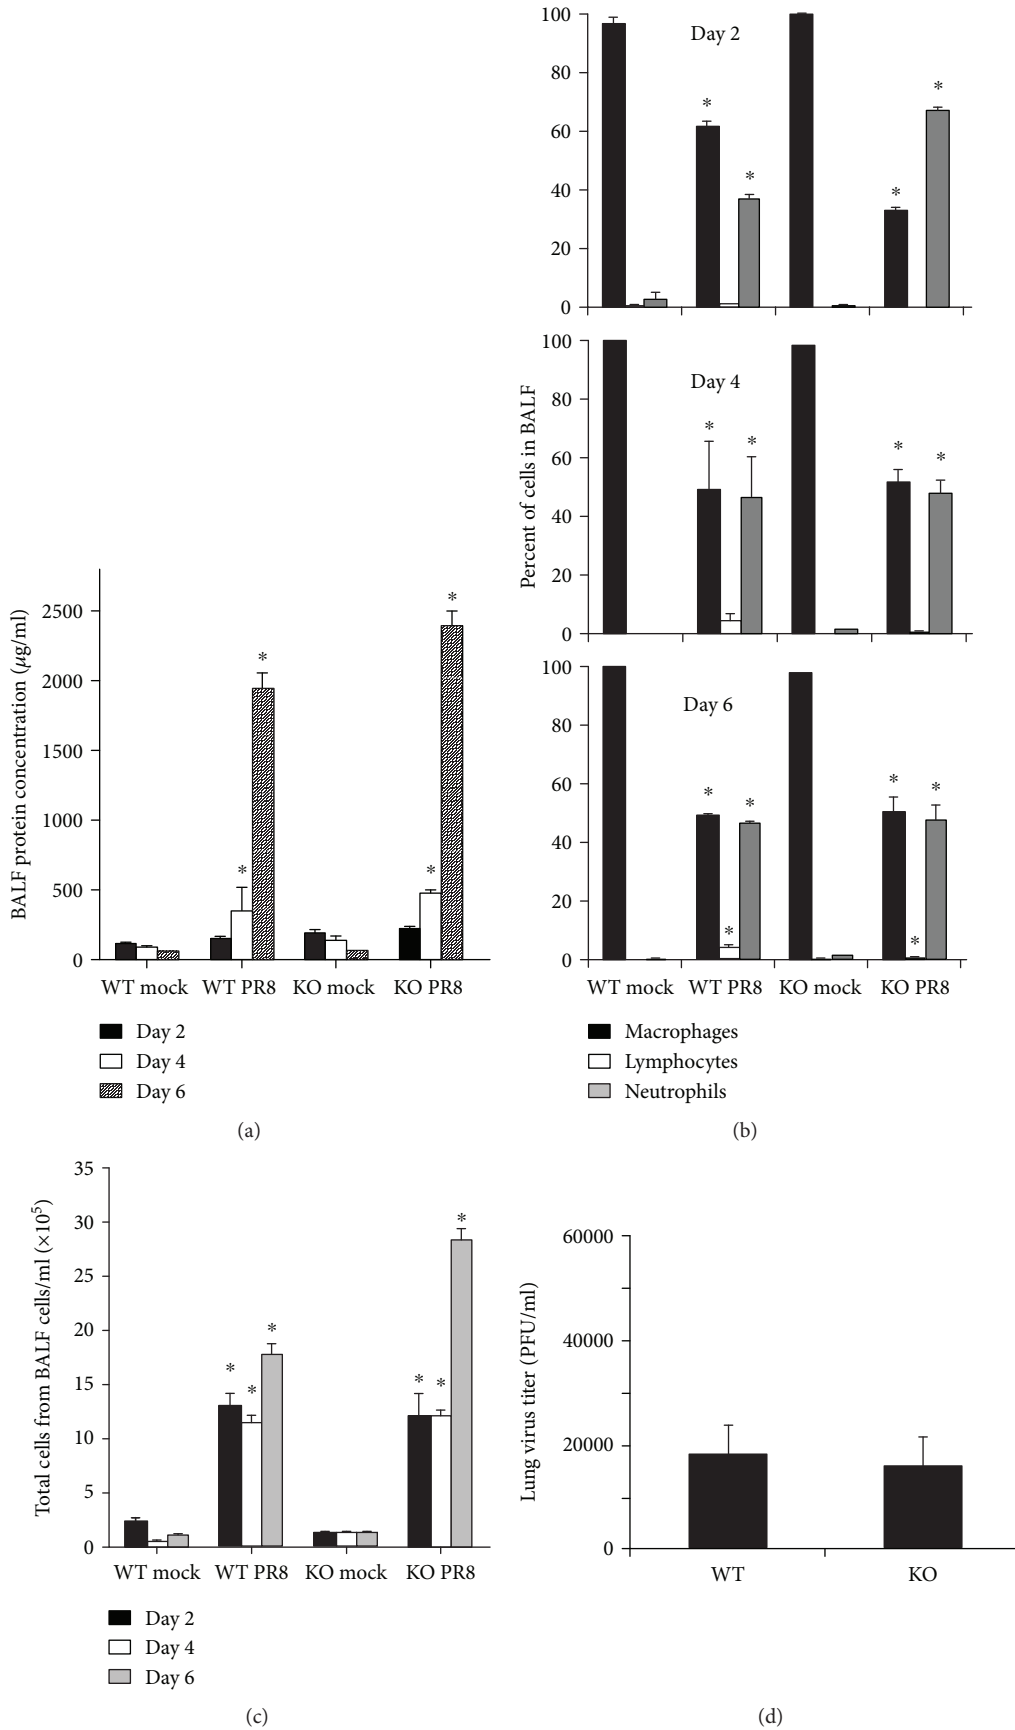 BALF protein concentration (μg/ml)
2500
2000
1500
1000
500
0
*
*
*
*
WT mock WT PR8 KO mock KO PR8
Day 2
Day 4
Day 6
(a)
Percent of cells in BALF
100
80
60
40
20
0
Day 2
*
*
*
*
100
80
60
40
20
0
Day 4
*
*
*
*
100
80
60
40
20
0
Day 6
*
*
*
*
*
*
WT mock WT PR8 KO mock KO PR8
Macrophages
Lymphocytes
Neutrophils
(b)
Total cells from BALF cells/ml (×10⁵)
35
30
25
20
15
10
5
0
*
*
*
*
*
*
WT mock WT PR8 KO mock KO PR8
Day 2
Day 4
Day 6
(c)
Lung virus titer (PFU/ml)
60000
40000
20000
0
WT KO
(d)